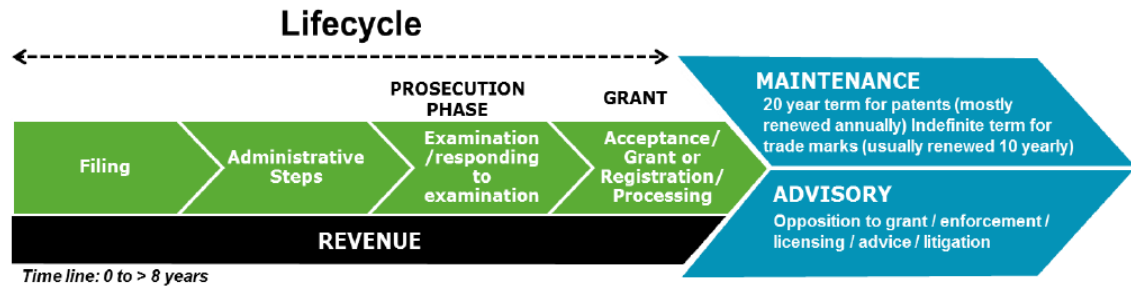 Lifecycle
PROSECUTION
PHASE
GRANT
Filing
Administrative
Steps
Examination
/responding
to
examination
Acceptance/
Grant or
Registration/
Processing
REVENUE
Time line: 0 to > 8 years
MAINTENANCE
20 year term for patents (mostly
renewed annually) Indefinite term for
trade marks (usually renewed 10 yearly)
ADVISORY
Opposition to grant / enforcement /
licensing / advice / litigation